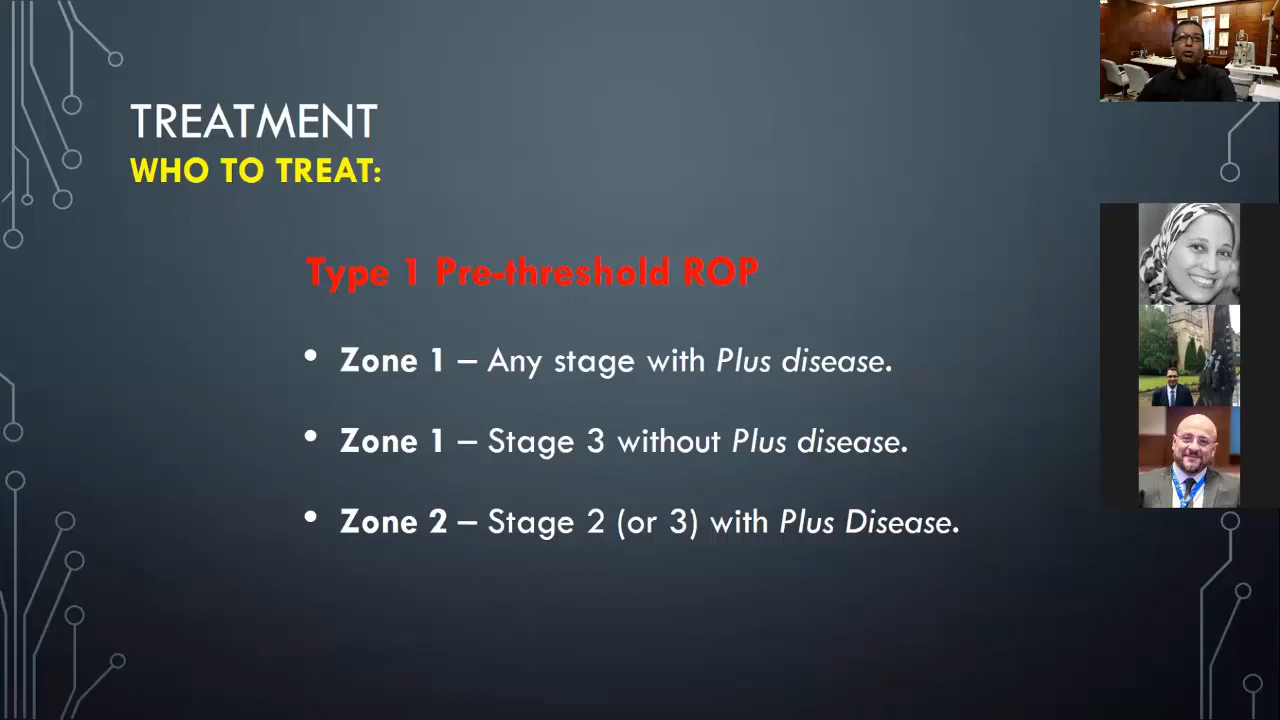 TREATMENT
WHO TO TREAT:
Type 1 Pre-threshold ROP
• Zone 1 – Any stage with Plus disease.
• Zone 1 – Stage 3 without Plus disease.
• Zone 2 – Stage 2 (or 3) with Plus Disease.